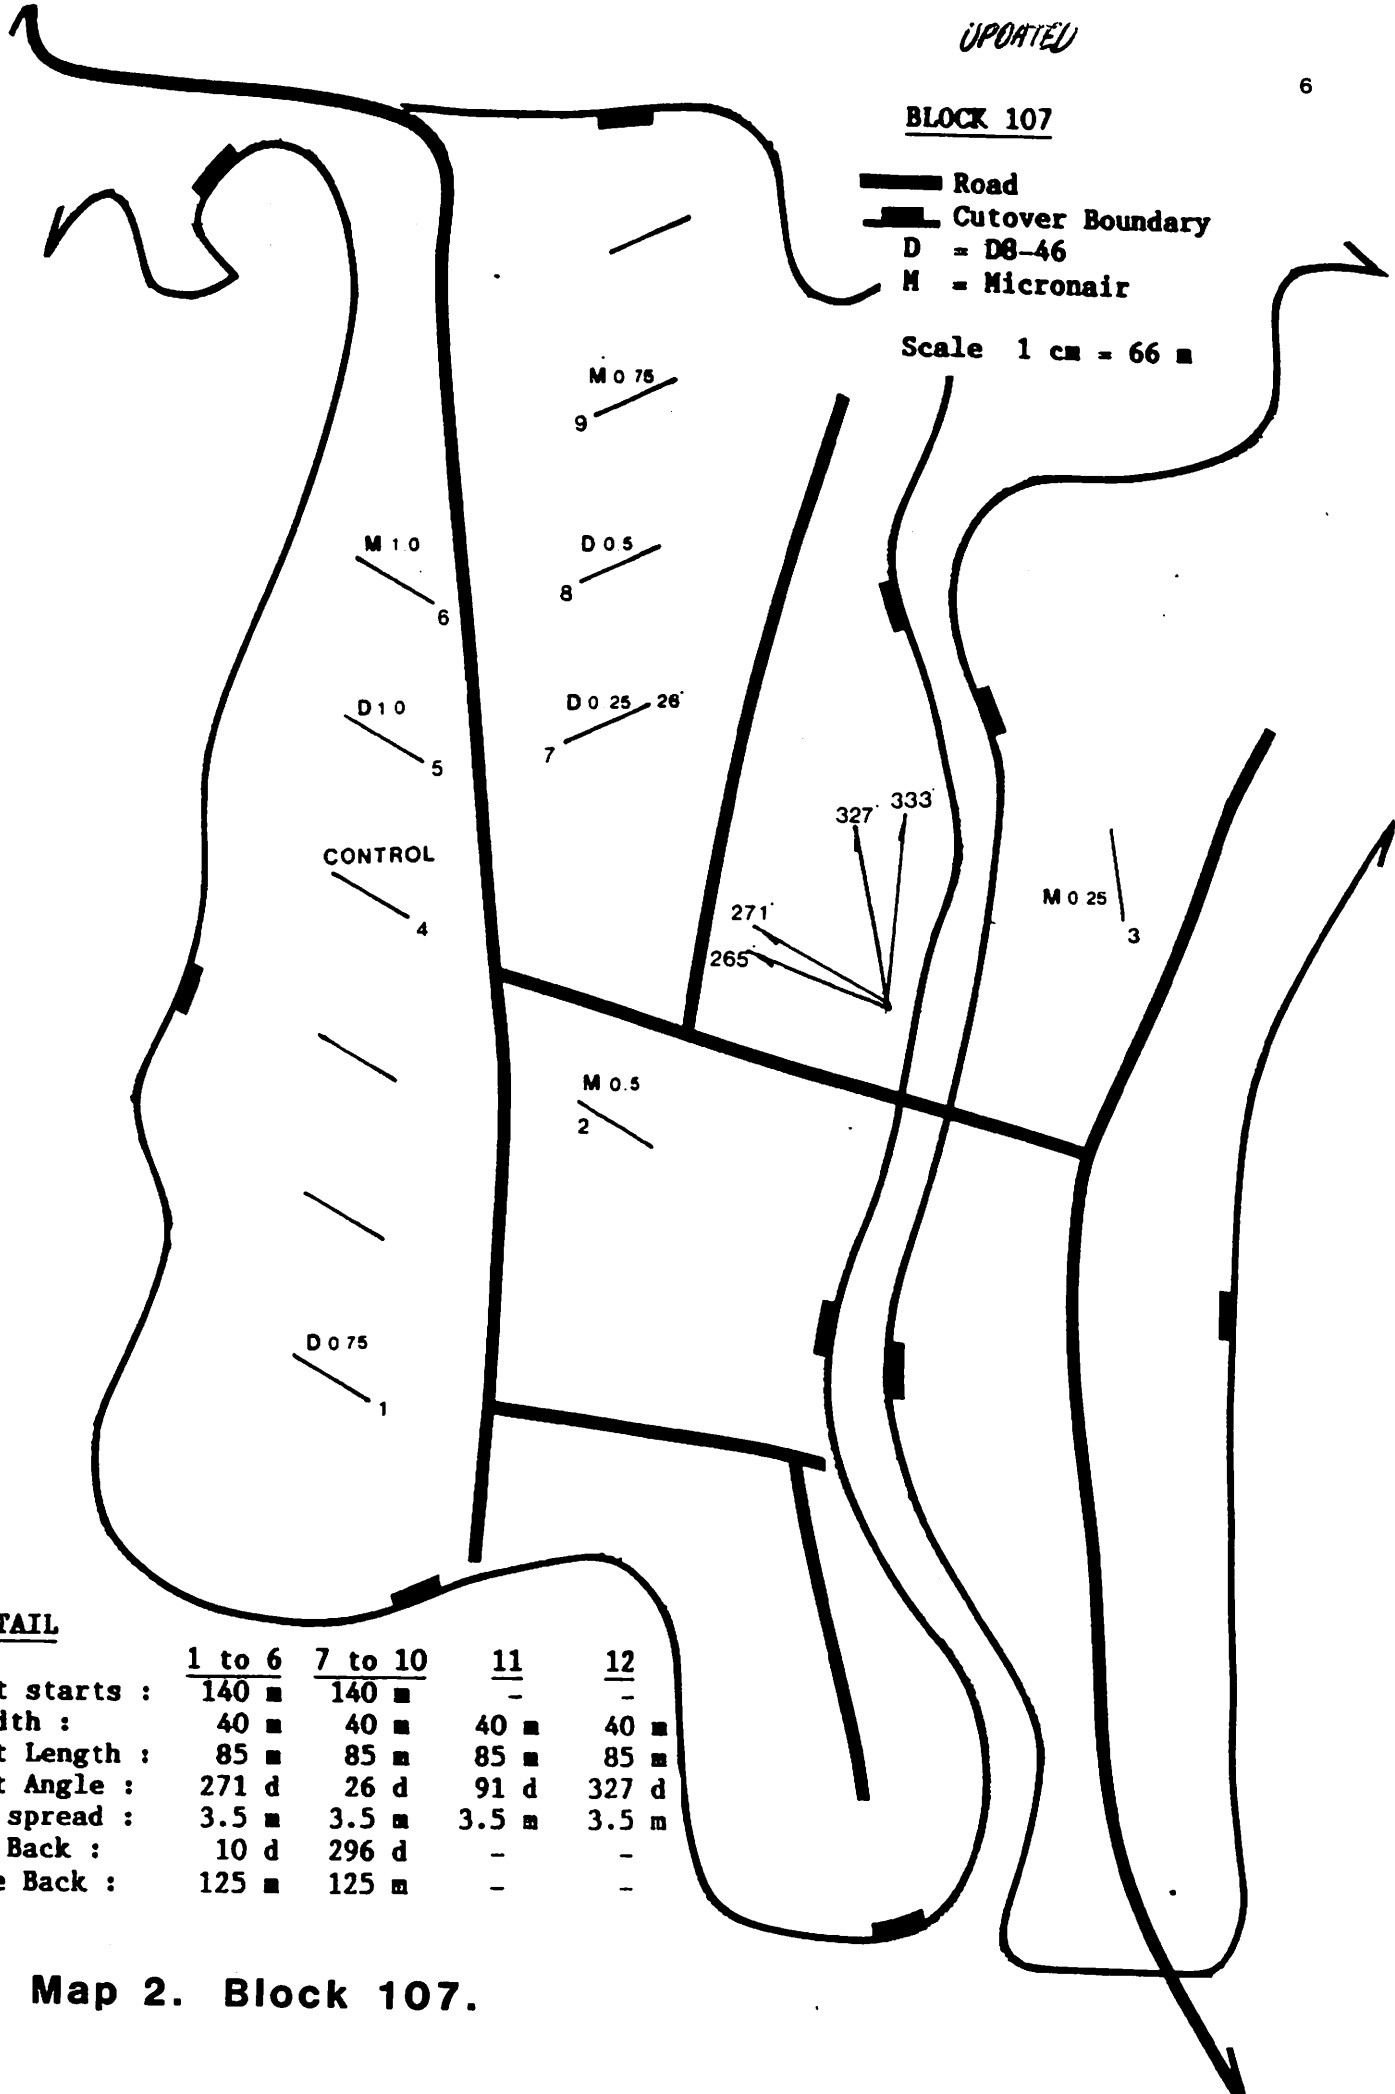 UPDATED
6
BLOCK 107
Road
Cutover Boundary
D = D8-46
M = Micronair
Scale 1 cm = 66 m
M 0 75
9
M 1 0
6
D 0.5
8
D 1 0
5
D 0 25 26°
7
327° 333°
CONTROL
4
271°
265°
M 0 25
3
M 0.5
2
D 0 75
1
TAIL
1 to 6 7 to 10 11 12
t starts : 140 m 140 m - -
dth : 40 m 40 m 40 m 40 m
t Length : 85 m 85 m 85 m 85 m
t Angle : 271 d 26 d 91 d 327 d
spread : 3.5 m 3.5 m 3.5 m 3.5 m
Back : 10 d 296 d - -
e Back : 125 m 125 m - -
Map 2. Block 107.